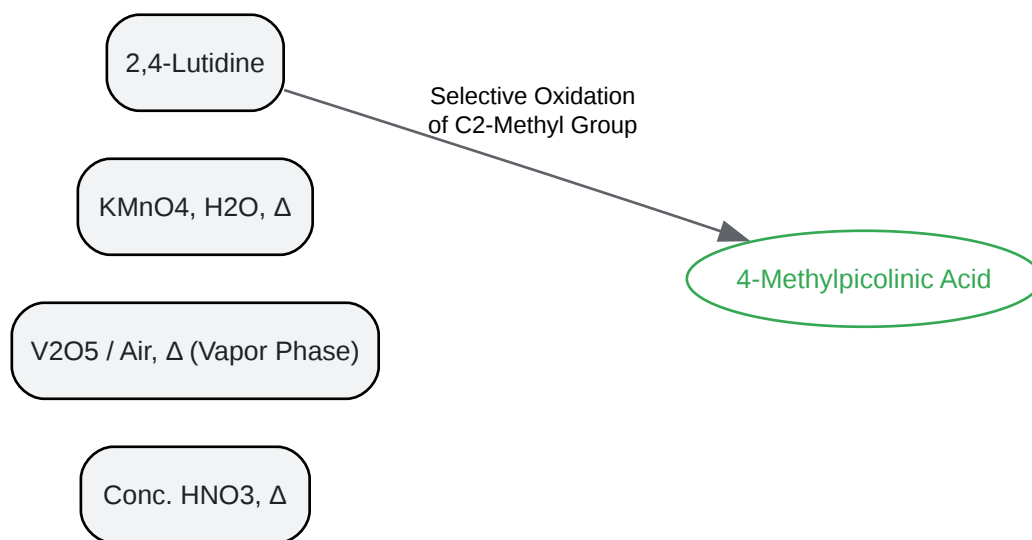 2,4-Lutidine
Selective Oxidation
of C2-Methyl Group
KMnO4, H2O, Δ
4-Methylpicolinic Acid
V2O5 / Air, Δ (Vapor Phase)
Conc. HNO3, Δ